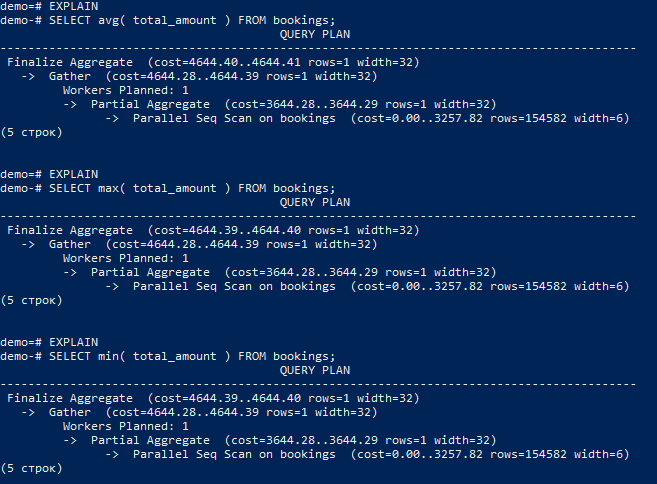 demo=# EXPLAIN
demo-# SELECT avg( total_amount ) FROM bookings;
QUERY PLAN
--------------------------------------------------------------------------------------
Finalize Aggregate  (cost=4644.40..4644.41 rows=1 width=32)
  ->  Gather  (cost=4644.28..4644.39 rows=1 width=32)
        Workers Planned: 1
        ->  Partial Aggregate  (cost=3644.28..3644.29 rows=1 width=32)
              ->  Parallel Seq Scan on bookings  (cost=0.00..3257.82 rows=154582 width=6)
(5 строк)
demo=# EXPLAIN
demo-# SELECT max( total_amount ) FROM bookings;
QUERY PLAN
--------------------------------------------------------------------------------------
Finalize Aggregate  (cost=4644.39..4644.40 rows=1 width=32)
  ->  Gather  (cost=4644.28..4644.39 rows=1 width=32)
        Workers Planned: 1
        ->  Partial Aggregate  (cost=3644.28..3644.29 rows=1 width=32)
              ->  Parallel Seq Scan on bookings  (cost=0.00..3257.82 rows=154582 width=6)
(5 строк)
demo=# EXPLAIN
demo-# SELECT min( total_amount ) FROM bookings;
QUERY PLAN
--------------------------------------------------------------------------------------
Finalize Aggregate  (cost=4644.39..4644.40 rows=1 width=32)
  ->  Gather  (cost=4644.28..4644.39 rows=1 width=32)
        Workers Planned: 1
        ->  Partial Aggregate  (cost=3644.28..3644.29 rows=1 width=32)
              ->  Parallel Seq Scan on bookings  (cost=0.00..3257.82 rows=154582 width=6)
(5 строк)